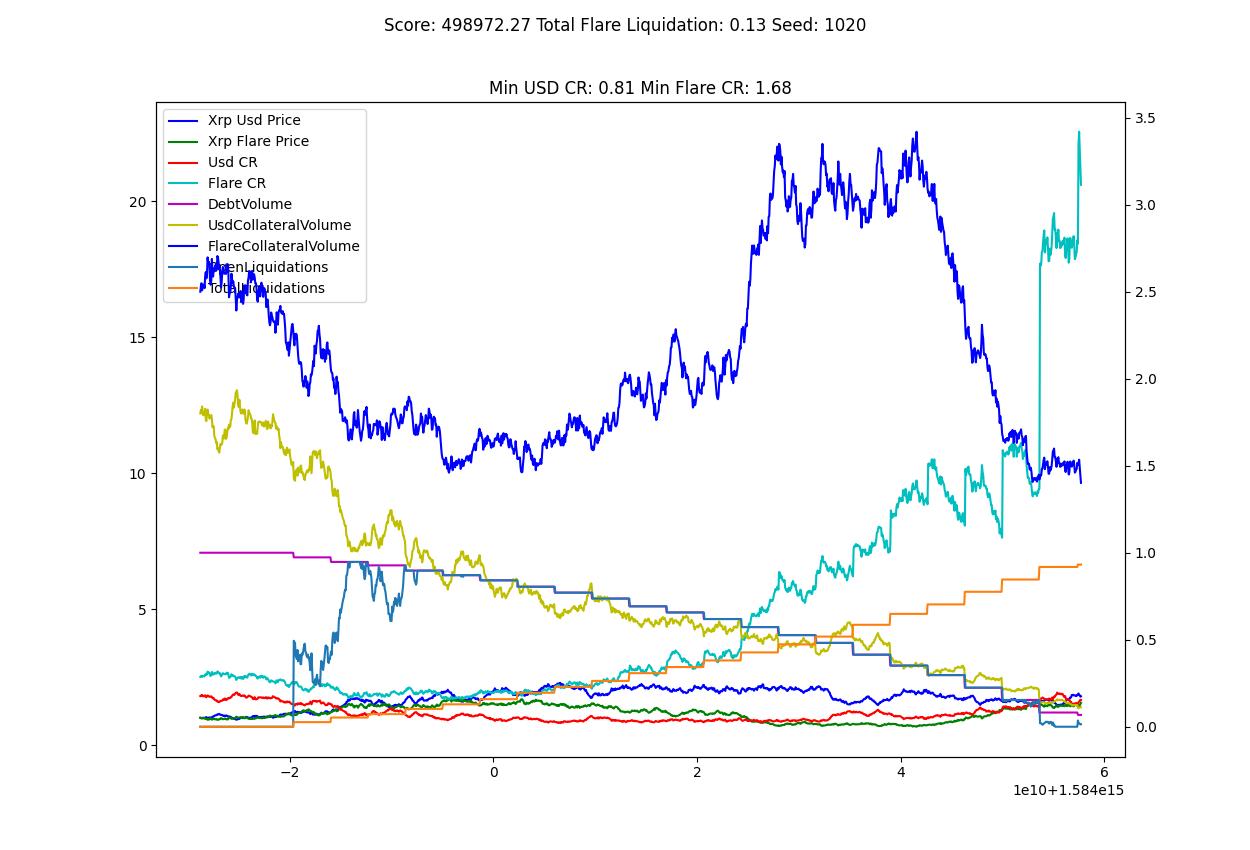 Score: 498972.27 Total Flare Liquidation: 0.13 Seed: 1020
Min USD CR: 0.81 Min Flare CR: 1.68
Xrp Usd Price
Xrp Flare Price
Usd CR
Flare CR
DebtVolume
UsdCollateralVolume
FlareCollateralVolume
OpenLiquidations
TotalLiquidations
20
15
10
5
0
3.5
3.0
2.5
2.0
1.5
1.0
0.5
0.0
−2
0
2
4
6
1e10+1.584e15